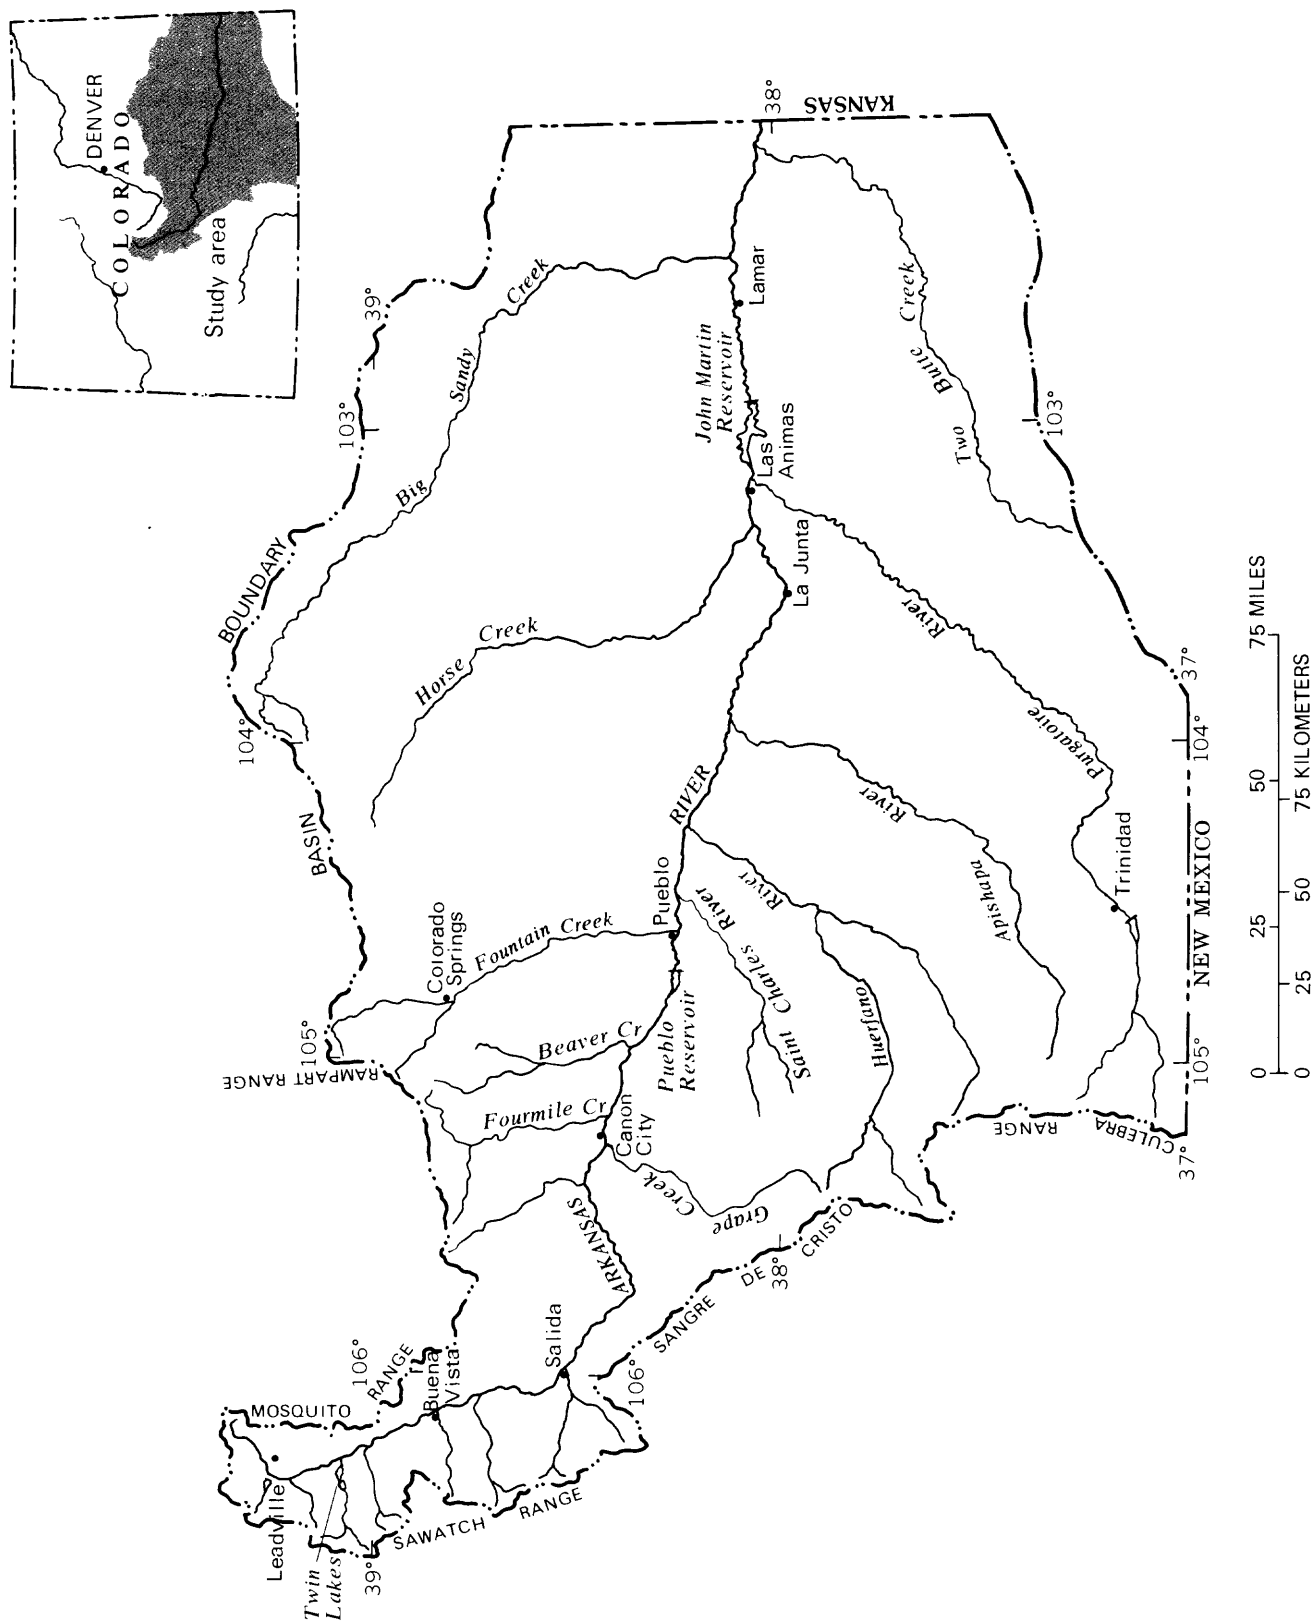 DENVER
COLORADO
Study area
BASIN
BOUNDARY
105°
104°
103°
39°
RAMPART RANGE
MOSQUITO
RANGE
106°
Leadville
Twin
Lakes
39°
SAWATCH
RANGE
Buena
Vista
Salida
106°
SANGRE
DE
CRISTO
38°
ARKANSAS
RIVER
Canon
City
Fourmile Cr
Beaver Cr
Grape
Creek
Colorado
Springs
Fountain Creek
Pueblo
Pueblo
Reservoir
Saint Charles River
Huerfano
River
Apishapa
River
Horse
Creek
Big
Sandy
Creek
La Junta
Las
Animas
John Martin
Reservoir
Lamar
38°
KANSAS
Two
Butte
Creek
Purgatoire
River
Trinidad
RANGE
CULEBRA
37°
105°
NEW MEXICO
104°
37°
103°
0 25 50 75 MILES
0 25 50 75 KILOMETERS